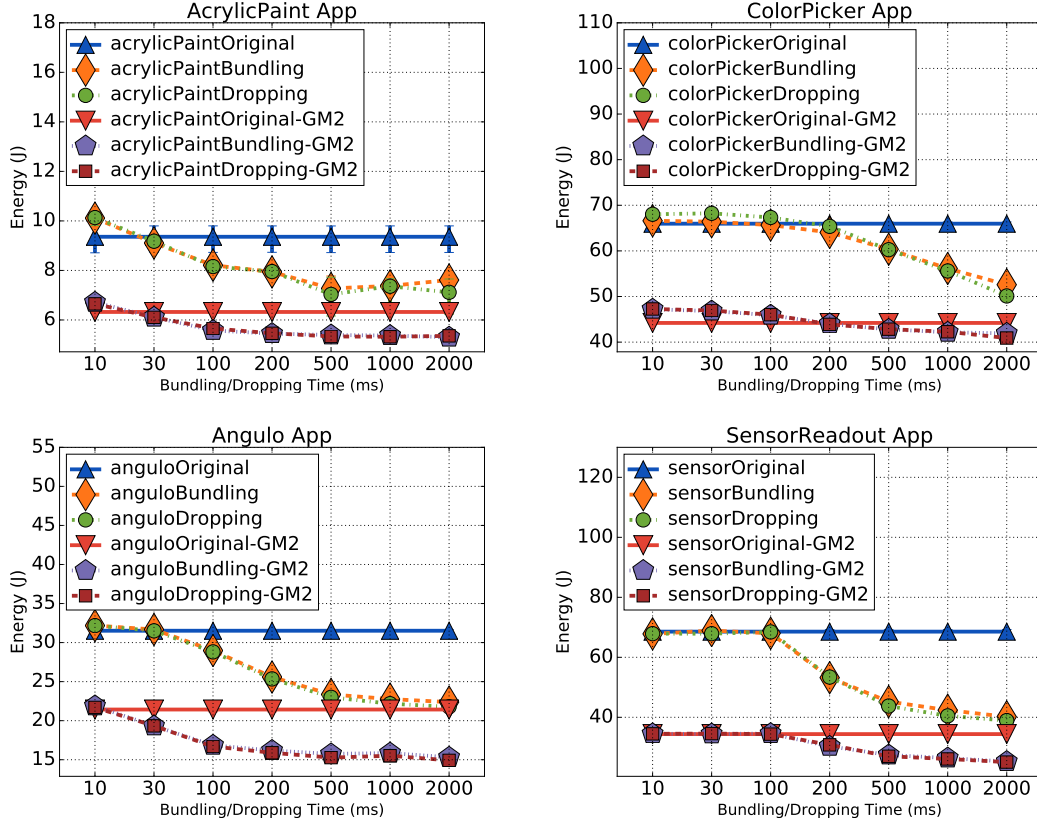 AcrylicPaint App
18
16
14
12
10
8
6
Energy (J)
acrylicPaintOriginal
acrylicPaintBundling
acrylicPaintDropping
acrylicPaintOriginal-GM2
acrylicPaintBundling-GM2
acrylicPaintDropping-GM2
10 30 100 200 500 1000 2000
Bundling/Dropping Time (ms)
ColorPicker App
110
100
90
80
70
60
50
40
Energy (J)
colorPickerOriginal
colorPickerBundling
colorPickerDropping
colorPickerOriginal-GM2
colorPickerBundling-GM2
colorPickerDropping-GM2
10 30 100 200 500 1000 2000
Bundling/Dropping Time (ms)
Angulo App
55
50
45
40
35
30
25
20
15
Energy (J)
anguloOriginal
anguloBundling
anguloDropping
anguloOriginal-GM2
anguloBundling-GM2
anguloDropping-GM2
10 30 100 200 500 1000 2000
Bundling/Dropping Time (ms)
SensorReadout App
120
100
80
60
40
Energy (J)
sensorOriginal
sensorBundling
sensorDropping
sensorOriginal-GM2
sensorBundling-GM2
sensorDropping-GM2
10 30 100 200 500 1000 2000
Bundling/Dropping Time (ms)